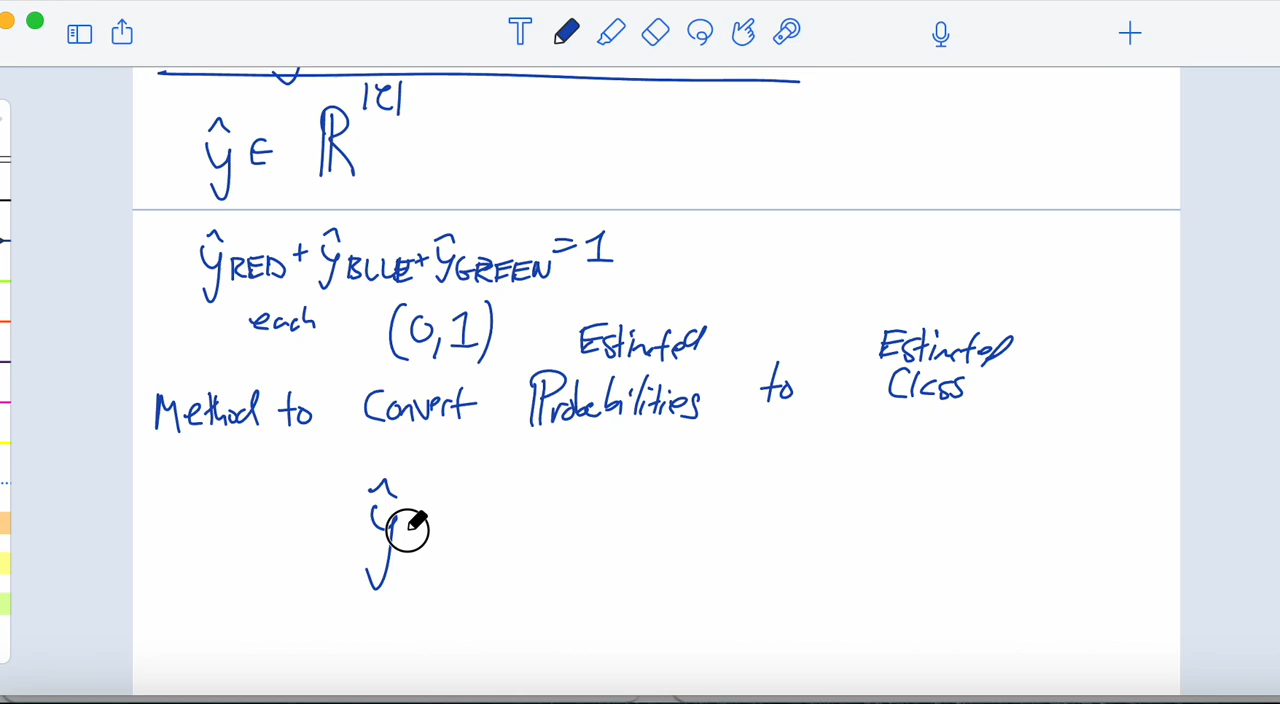 ŷ ∈ ℝ^|τ|
ŷRED + ŷBLUE + ŷGREEN = 1
each (0,1)
Method to Convert Estimated Probabilities to Estimated Class
ŷ